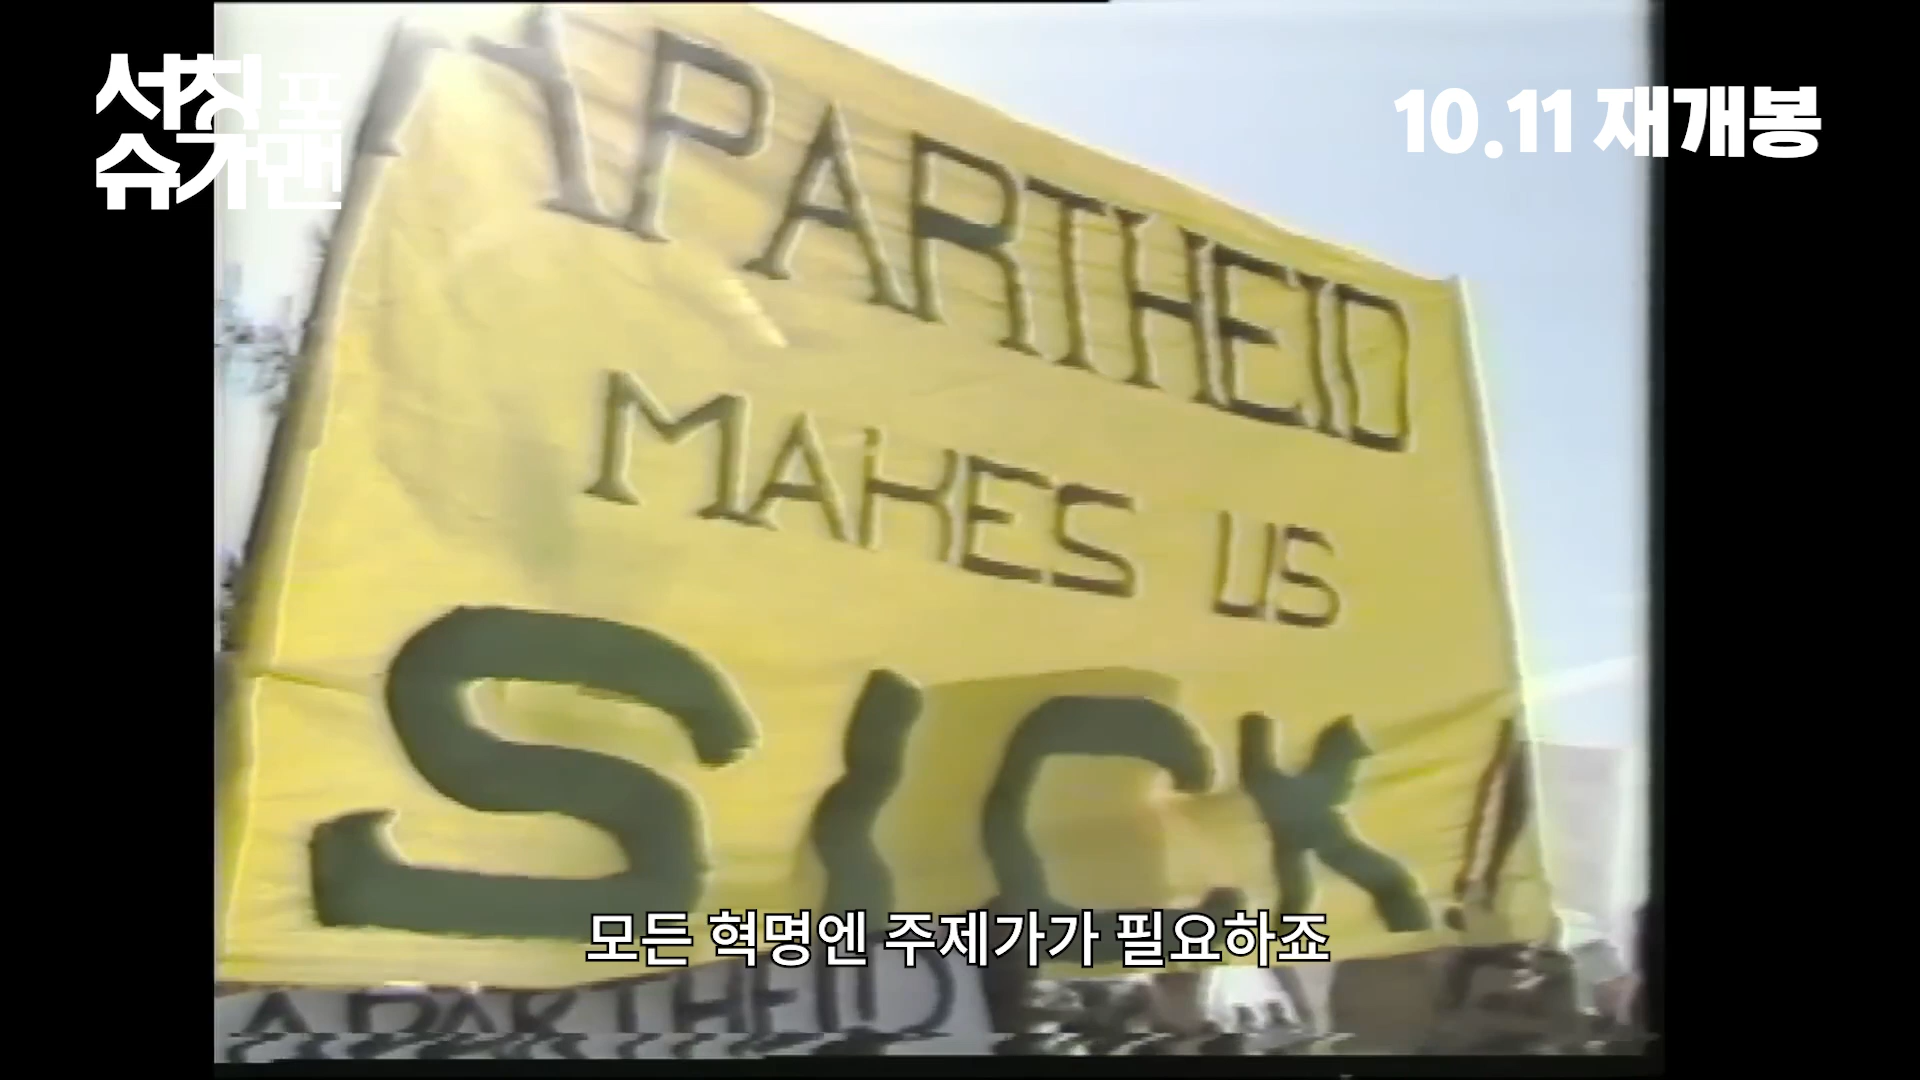 서칭 포
슈가맨
10.11 재개봉
APARTHEID
MAKES US
SICK!
모든 혁명엔 주제가가 필요하죠
APARTHEID